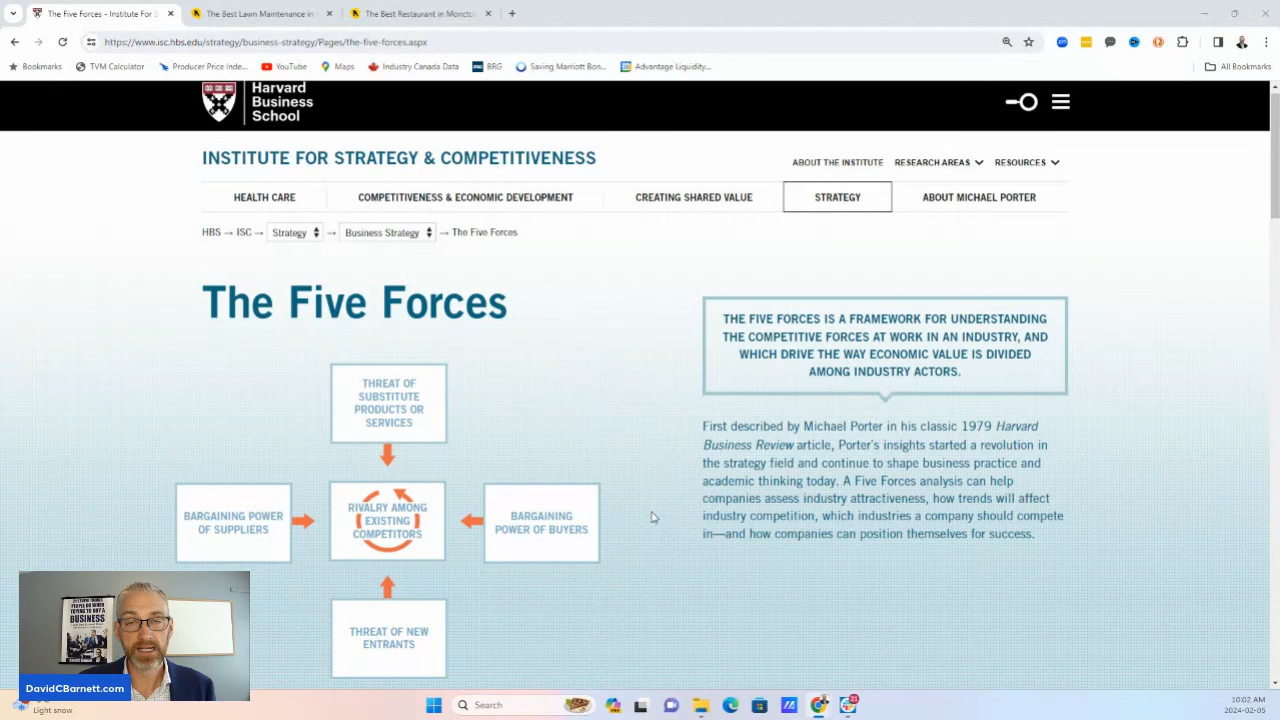 The Five Forces - Institute For S
The Best Lawn Maintenance in
The Best Restaurant in Moncto
https://www.isc.hbs.edu/strategy/business-strategy/Pages/the-five-forces.aspx
Bookmarks
TVM Calculator
Producer Price Inde...
YouTube
Maps
Industry Canada Data
BRG
Saving Marriott Bon...
Advantage Liquidity...
All Bookmarks
Harvard
Business
School
INSTITUTE FOR STRATEGY & COMPETITIVENESS
ABOUT THE INSTITUTE
RESEARCH AREAS
RESOURCES
HEALTH CARE
COMPETITIVENESS & ECONOMIC DEVELOPMENT
CREATING SHARED VALUE
STRATEGY
ABOUT MICHAEL PORTER
HBS → ISC → Strategy → Business Strategy → The Five Forces
The Five Forces
THE FIVE FORCES IS A FRAMEWORK FOR UNDERSTANDING
THE COMPETITIVE FORCES AT WORK IN AN INDUSTRY, AND
WHICH DRIVE THE WAY ECONOMIC VALUE IS DIVIDED
AMONG INDUSTRY ACTORS.
THREAT OF
SUBSTITUTE
PRODUCTS OR
SERVICES
First described by Michael Porter in his classic 1979 Harvard
Business Review article, Porter's insights started a revolution in
the strategy field and continue to shape business practice and
academic thinking today. A Five Forces analysis can help
companies assess industry attractiveness, how trends will affect
industry competition, which industries a company should compete
in—and how companies can position themselves for success.
BARGAINING POWER
OF SUPPLIERS
RIVALRY AMONG
EXISTING
COMPETITORS
BARGAINING
POWER OF BUYERS
THREAT OF NEW
ENTRANTS
PEOPLE DO WHEN
TRYING TO BUY A
BUSINESS
DavidCBarnett.com
Light snow
Search
10:02 AM
2024-02-05